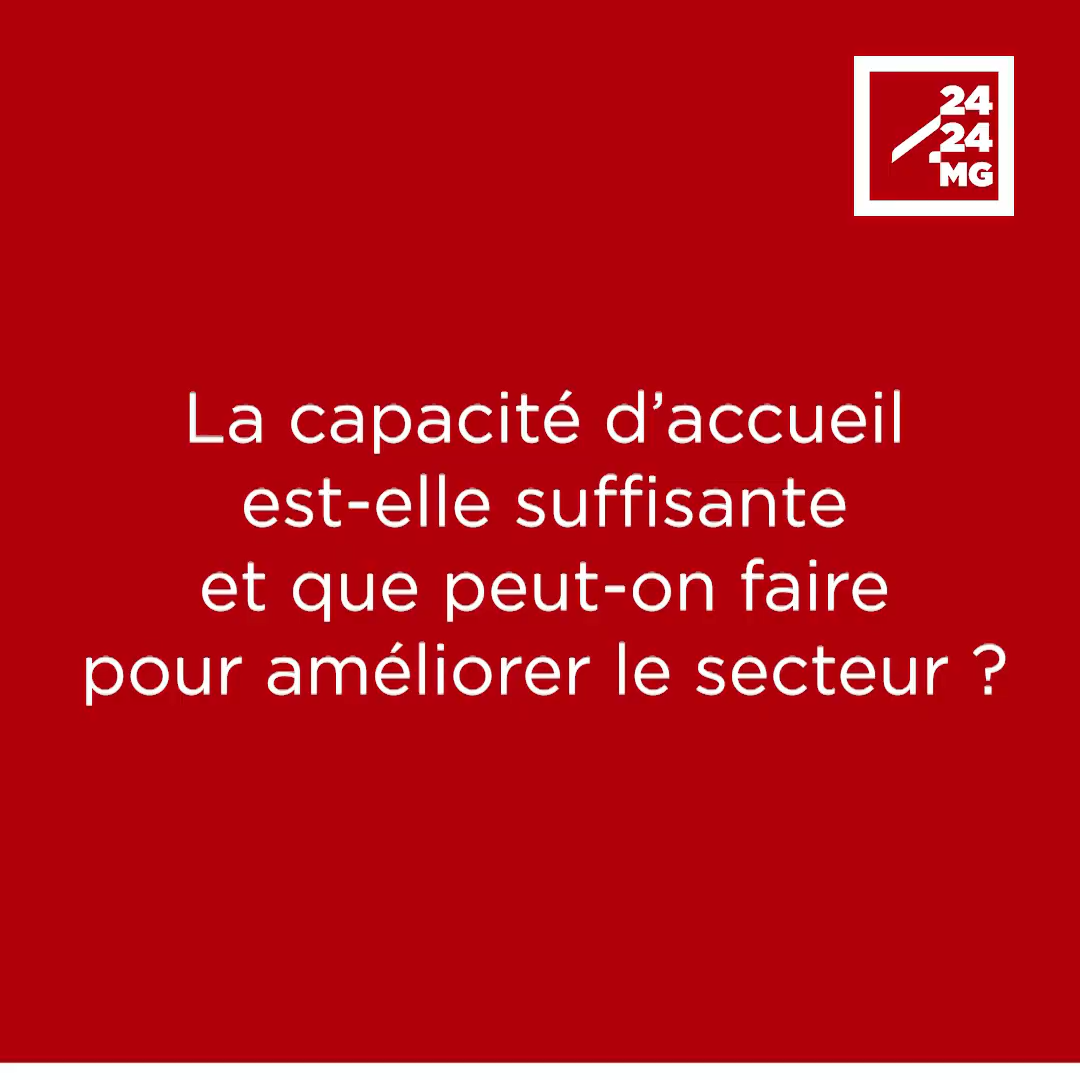 24
24
MG
La capacité d’accueil
est-elle suffisante
et que peut-on faire
pour améliorer le secteur ?